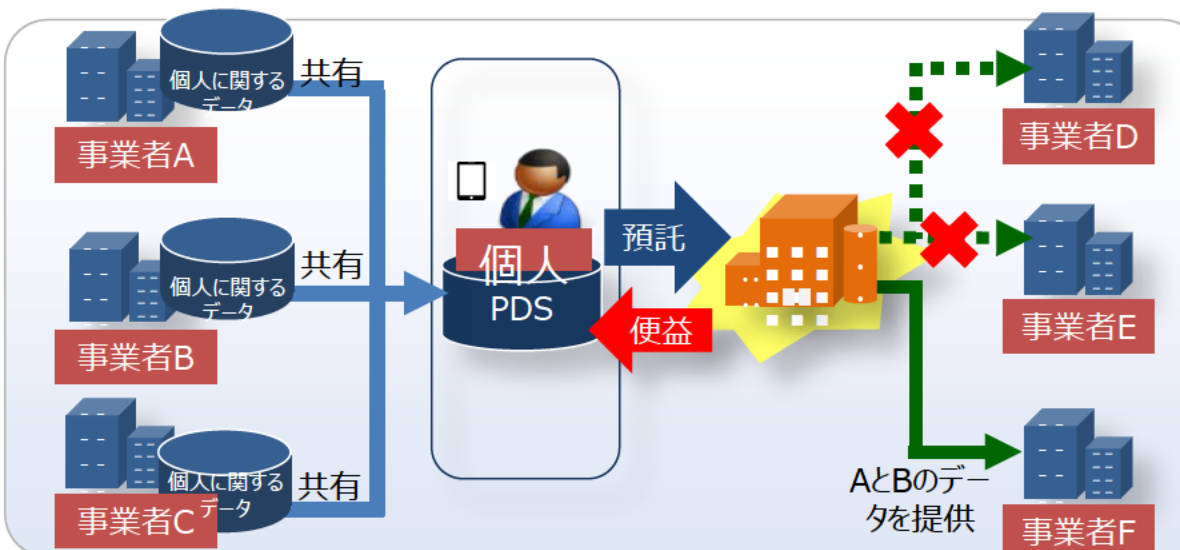 個人に関する
データ
共有
事業者A
個人に関する
データ
共有
事業者B
個人に関する
データ
共有
事業者C
個人
PDS
預託
便益
事業者D
事業者E
AとBのデー
タを提供
事業者F